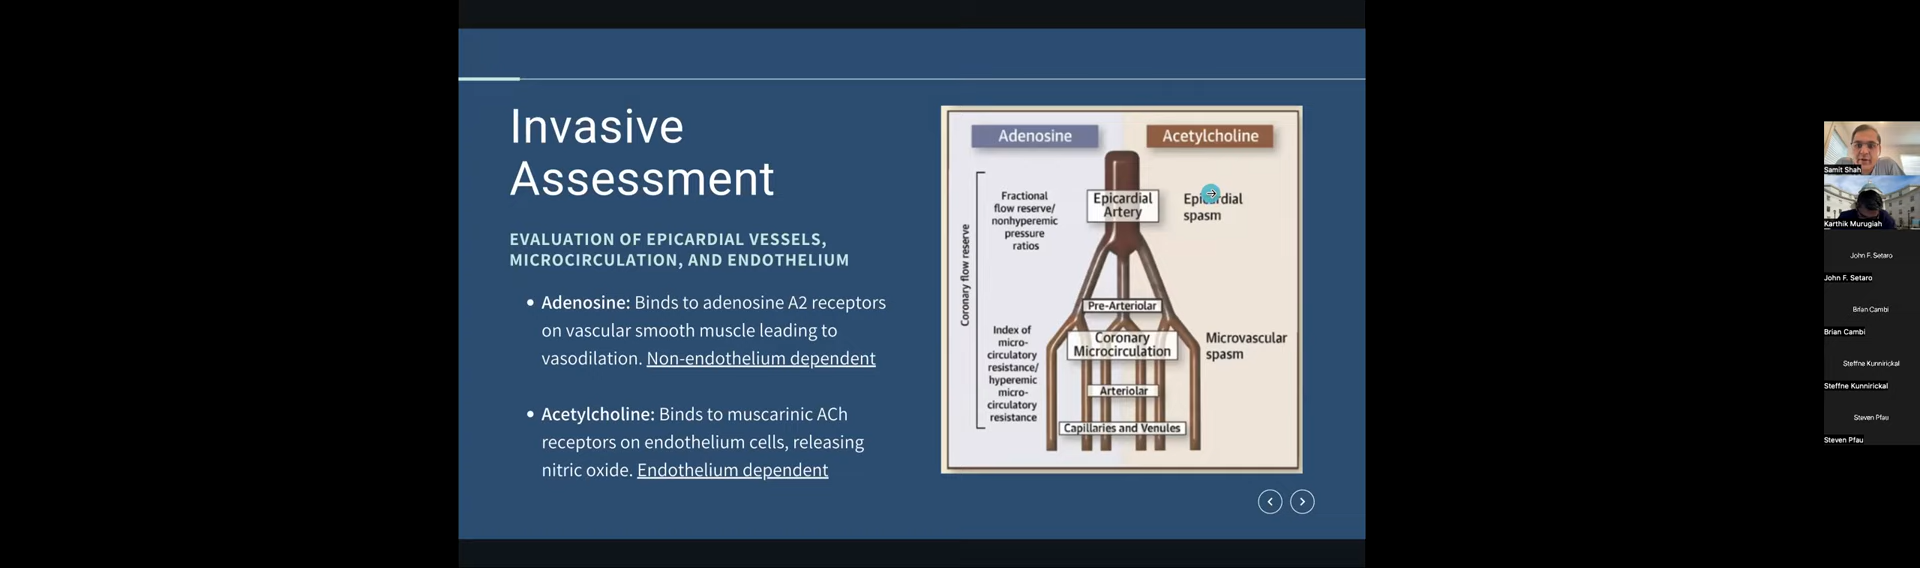 Invasive
Assessment
EVALUATION OF EPICARDIAL VESSELS,
MICROCIRCULATION, AND ENDOTHELIUM
• Adenosine: Binds to adenosine A2 receptors
on vascular smooth muscle leading to
vasodilation. Non-endothelium dependent
• Acetylcholine: Binds to muscarinic ACh
receptors on endothelium cells, releasing
nitric oxide. Endothelium dependent
Adenosine
Acetylcholine
Coronary flow reserve
Fractional
flow reserve/
nonhyperemic
pressure
ratios
Epicardial
Artery
Epicardial
spasm
Pre-Arteriolar
Index of
micro-
circulatory
resistance/
hyperemic
micro-
circulatory
resistance
Coronary
Microcirculation
Microvascular
spasm
Arteriolar
Capillaries and Venules
Samit Shah
Karthik Murugiah
John F. Setaro
John F. Setaro
Brian Cambi
Brian Cambi
Steffne Kunnirickal
Steffne Kunnirickal
Steven Pfau
Steven Pfau